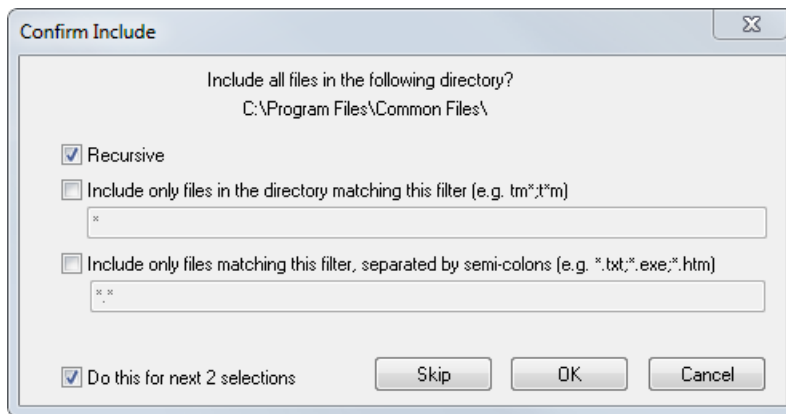 Confirm Include
Include all files in the following directory?
C:\Program Files\Common Files\
Recursive
Include only files in the directory matching this filter (e.g. tm*;t*m)
*
Include only files matching this filter, separated by semi-colons (e.g. *.txt;*.exe;*.htm)
*.*
Do this for next 2 selections Skip OK Cancel